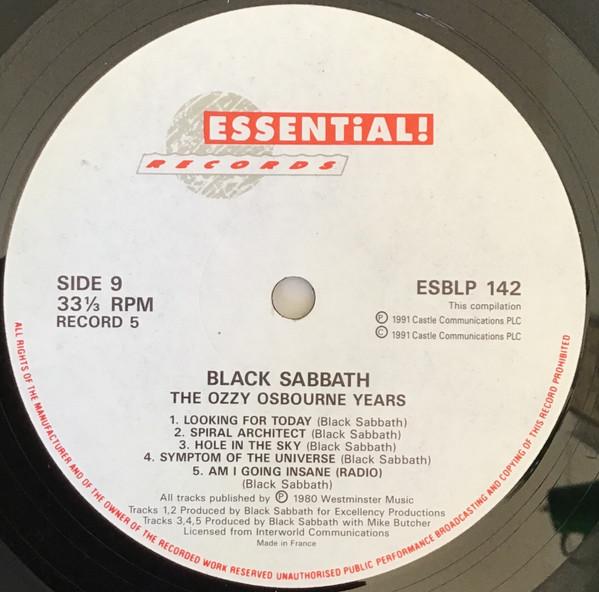 ESSENTiAL!
RECORDS
SIDE 9
33⅓ RPM
RECORD 5
ESBLP 142
This compilation
Ⓟ 1991 Castle Communications PLC
© 1991 Castle Communications PLC
BLACK SABBATH
THE OZZY OSBOURNE YEARS
1. LOOKING FOR TODAY (Black Sabbath)
2. SPIRAL ARCHITECT (Black Sabbath)
3. HOLE IN THE SKY (Black Sabbath)
4. SYMPTOM OF THE UNIVERSE (Black Sabbath)
5. AM I GOING INSANE (RADIO)
(Black Sabbath)
All tracks published by Ⓟ 1980 Westminster Music
Tracks 1,2 Produced by Black Sabbath for Excellency Productions
Tracks 3,4,5 Produced by Black Sabbath with Mike Butcher
Licensed from Interworld Communications
Made in France
ALL RIGHTS OF THE MANUFACTURER AND OF THE OWNER OF THE RECORDED WORK RESERVED UNAUTHORISED PUBLIC PERFORMANCE BROADCASTING AND COPYING OF THIS RECORD PROHIBITED